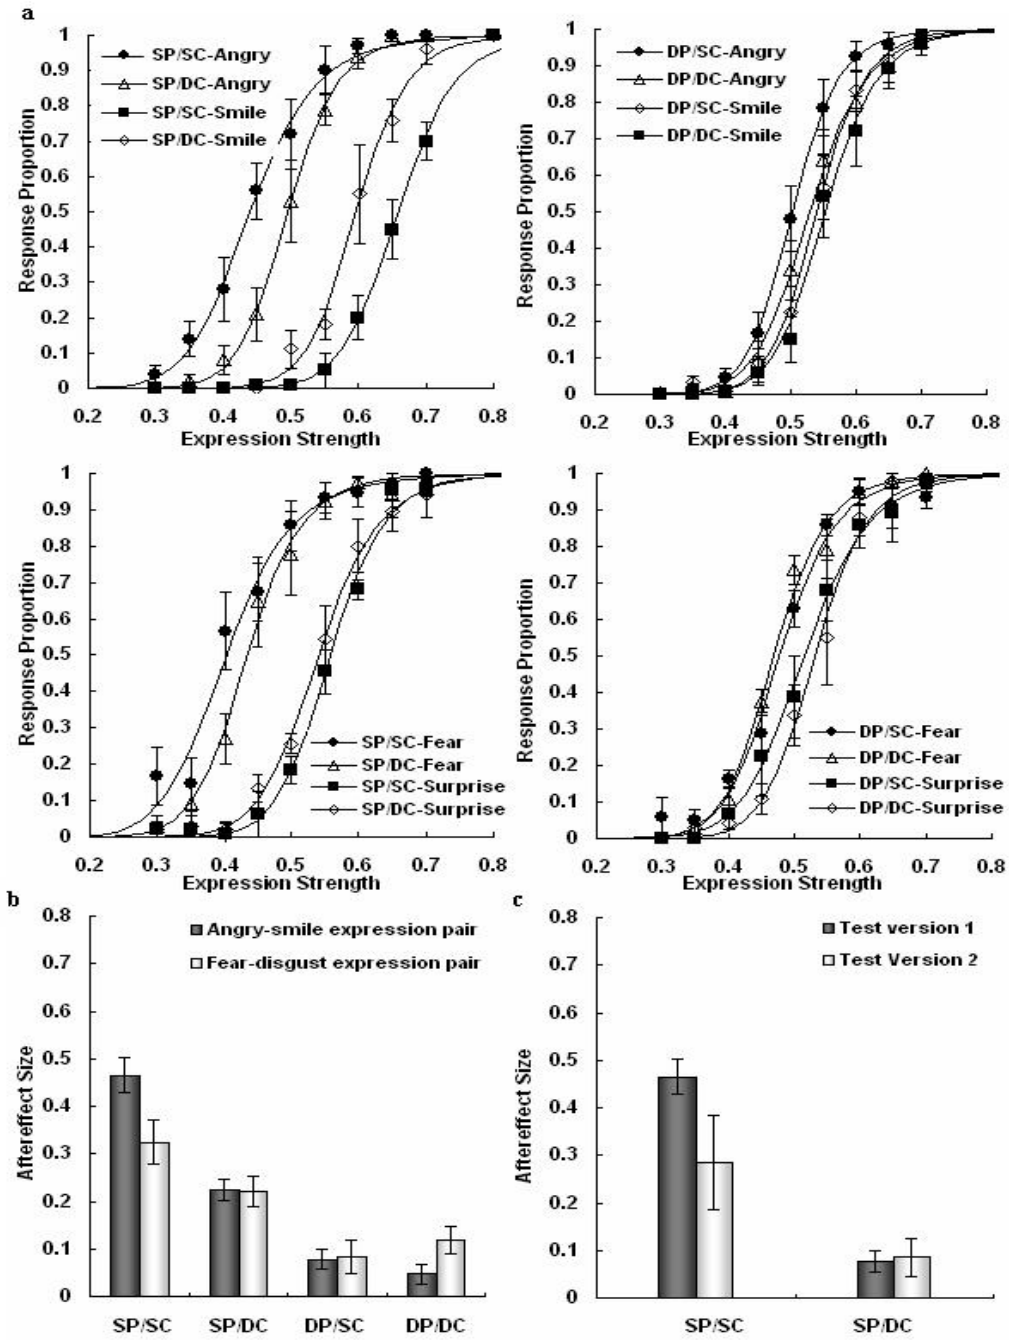 a
1
0.9
0.8
0.7
0.6
0.5
0.4
0.3
0.2
0.1
0
Response Proportion
SP/SC-Angry
SP/DC-Angry
SP/SC-Smile
SP/DC-Smile
0.2 0.3 0.4 0.5 0.6 0.7 0.8
Expression Strength
1
0.9
0.8
0.7
0.6
0.5
0.4
0.3
0.2
0.1
0
Response Proportion
DP/SC-Angry
DP/DC-Angry
DP/SC-Smile
DP/DC-Smile
0.2 0.3 0.4 0.5 0.6 0.7 0.8
Expression Strength
1
0.9
0.8
0.7
0.6
0.5
0.4
0.3
0.2
0.1
0
Response Proportion
SP/SC-Fear
SP/DC-Fear
SP/SC-Surprise
SP/DC-Surprise
0.2 0.3 0.4 0.5 0.6 0.7 0.8
Expression Strength
1
0.9
0.8
0.7
0.6
0.5
0.4
0.3
0.2
0.1
0
Response Proportion
DP/SC-Fear
DP/DC-Fear
DP/SC-Surprise
DP/DC-Surprise
0.2 0.3 0.4 0.5 0.6 0.7 0.8
Expression Strength
b
0.8
0.7
0.6
0.5
0.4
0.3
0.2
0.1
0
Aftereffect Size
Angry-smile expression pair
Fear-disgust expression pair
SP/SC SP/DC DP/SC DP/DC
c
0.8
0.7
0.6
0.5
0.4
0.3
0.2
0.1
0
Aftereffect Size
Test version 1
Test Version 2
SP/SC SP/DC